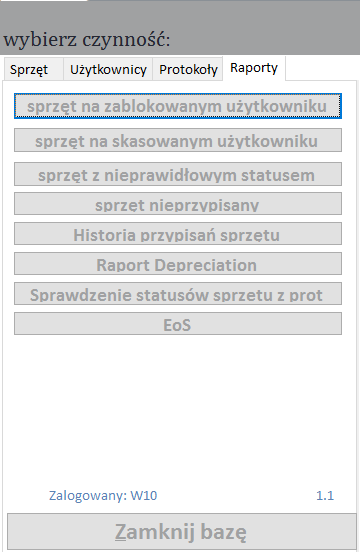 wybierz czynność:
Sprzęt Użytkownicy Protokoły Raporty
sprzęt na zablokowanym użytkowniku
sprzęt na skasowanym użytkowniku
sprzęt z nieprawidłowym statusem
sprzęt nieprzypisany
Historia przypisań sprzętu
Raport Depreciation
Sprawdzenie statusów sprzetu z prot
EoS
Zalogowany: W10 1.1
Zamknij bazę